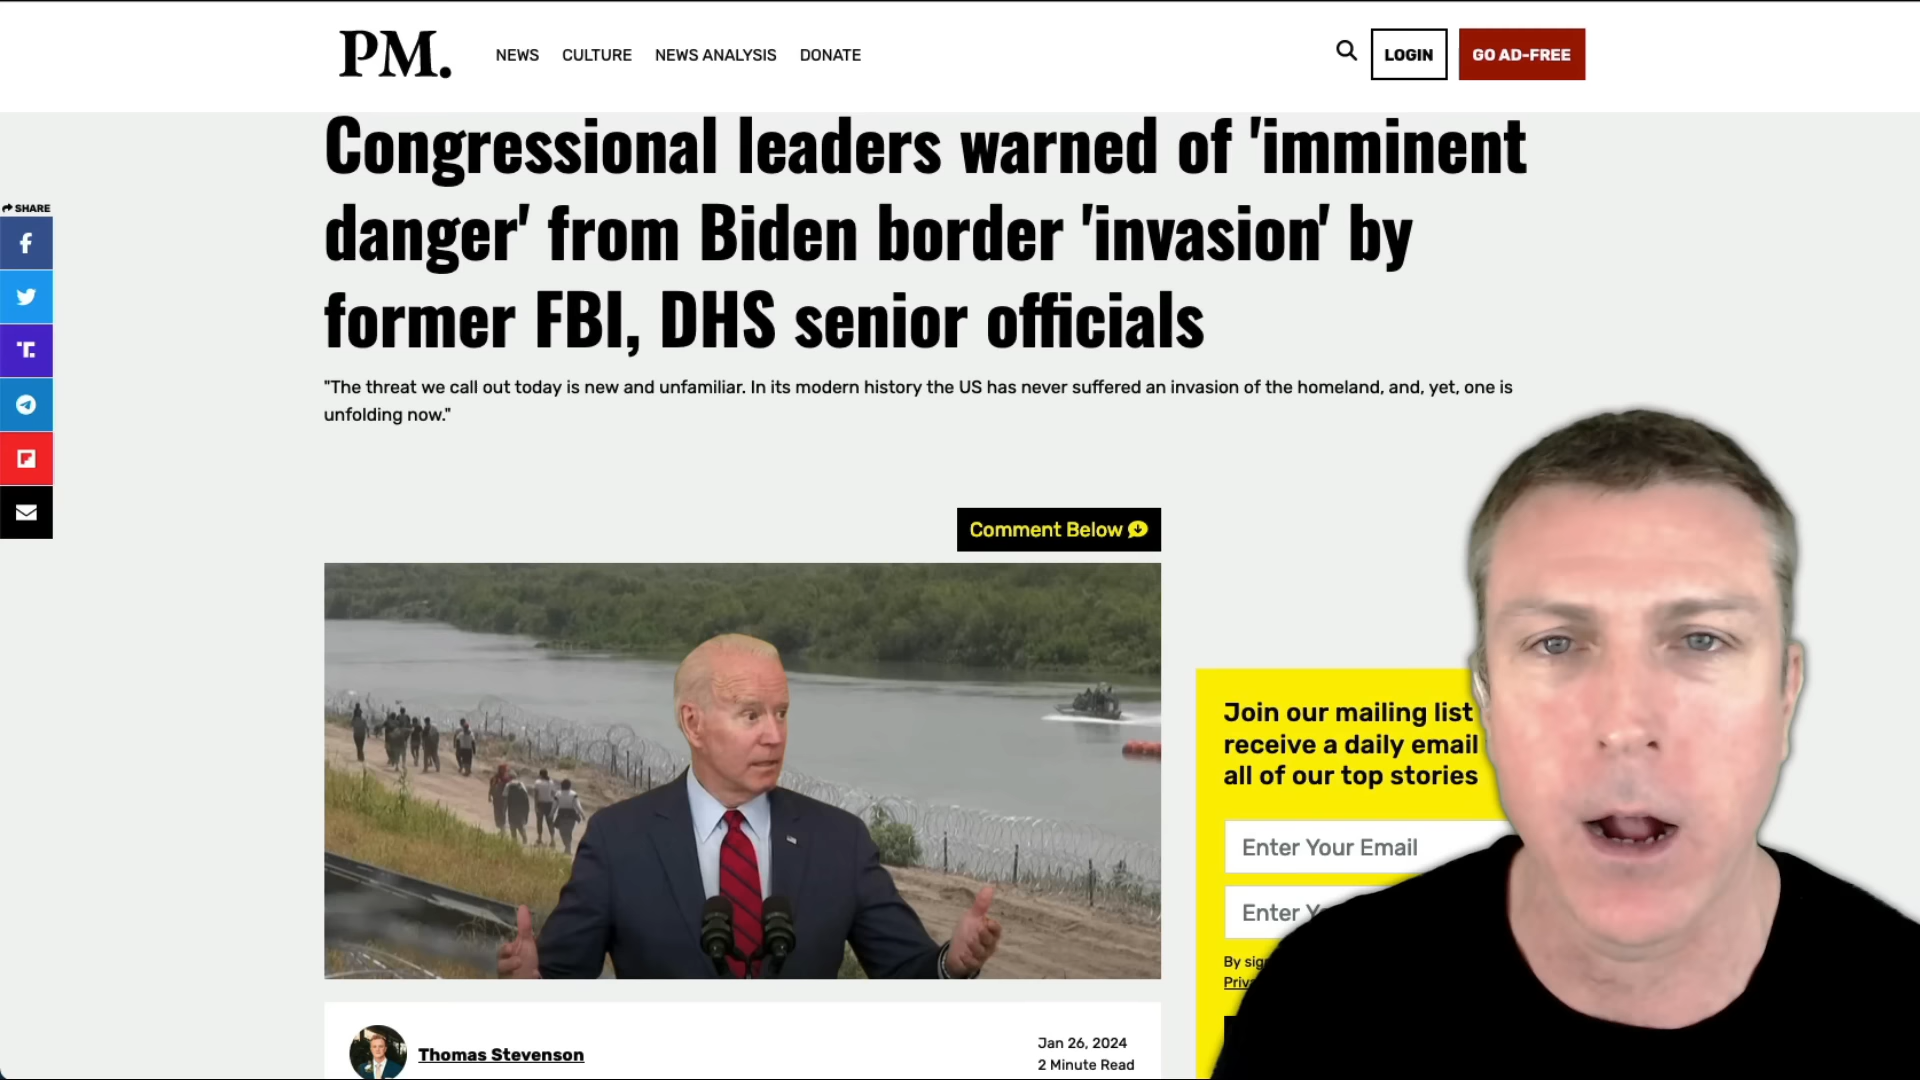 PM.
NEWS CULTURE NEWS ANALYSIS DONATE
LOGIN
GO AD-FREE
SHARE
Congressional leaders warned of 'imminent
danger' from Biden border 'invasion' by
former FBI, DHS senior officials
"The threat we call out today is new and unfamiliar. In its modern history the US has never suffered an invasion of the homeland, and, yet, one is
unfolding now."
Comment Below
Join our mailing list
receive a daily email
all of our top stories
Enter Your Email
Enter
By
Thomas Stevenson
Jan 26, 2024
2 Minute Read